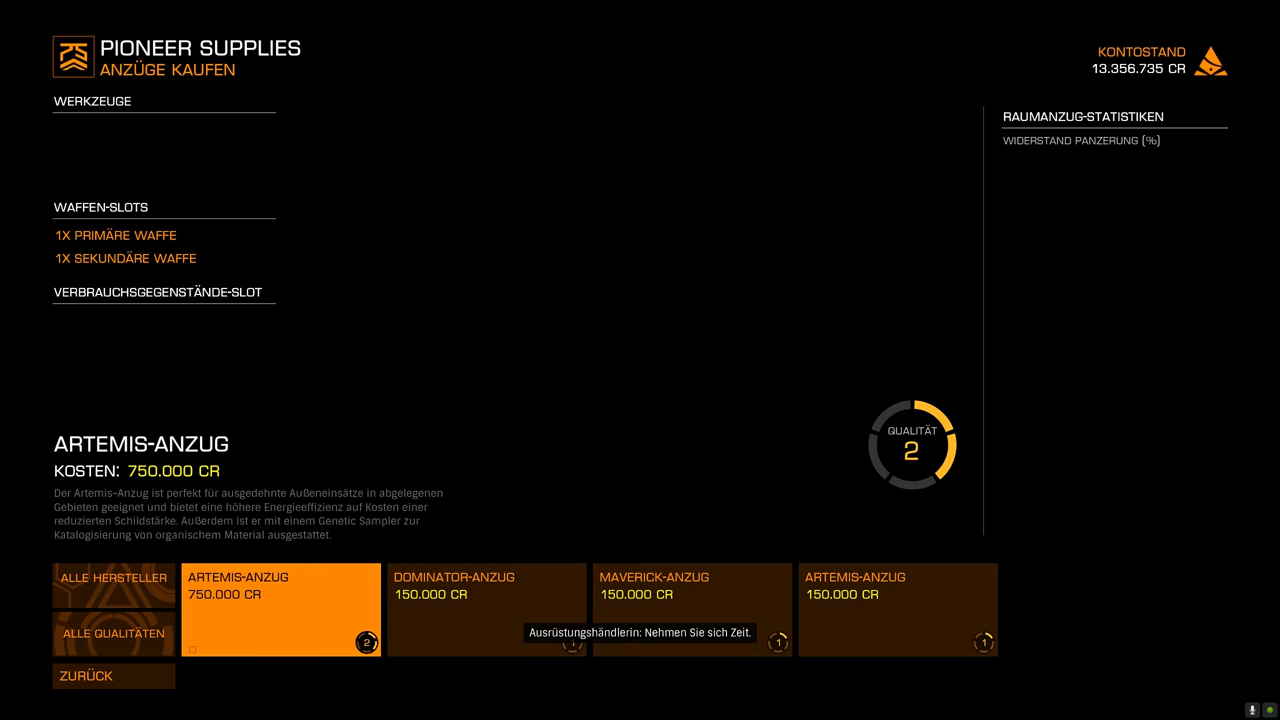 PIONEER SUPPLIES
ANZÜGE KAUFEN
KONTOSTAND
13.356.735 CR
WERKZEUGE
WAFFEN-SLOTS
1X PRIMÄRE WAFFE
1X SEKUNDÄRE WAFFE
VERBRAUCHSGEGENSTÄNDE-SLOT
RAUMANZUG-STATISTIKEN
WIDERSTAND PANZERUNG (%)
QUALITÄT
2
ARTEMIS-ANZUG
KOSTEN: 750.000 CR
Der Artemis-Anzug ist perfekt für ausgedehnte Außeneinsätze in abgelegenen
Gebieten geeignet und bietet eine höhere Energieeffizienz auf Kosten einer
reduzierten Schildstärke. Außerdem ist er mit einem Genetic Sampler zur
Katalogisierung von organischem Material ausgestattet.
ALLE HERSTELLER
ALLE QUALITÄTEN
ARTEMIS-ANZUG
750.000 CR
2
DOMINATOR-ANZUG
150.000 CR
1
MAVERICK-ANZUG
150.000 CR
1
ARTEMIS-ANZUG
150.000 CR
1
Ausrüstungshändlerin: Nehmen Sie sich Zeit.
ZURÜCK